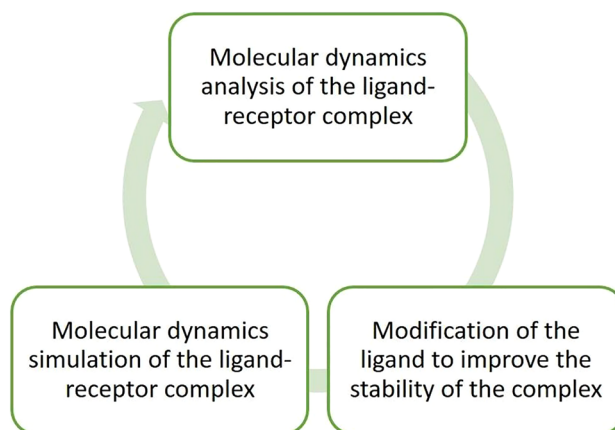 Molecular dynamics
analysis of the ligand-
receptor complex
Molecular dynamics
simulation of the ligand-
receptor complex
Modification of the
ligand to improve the
stability of the complex